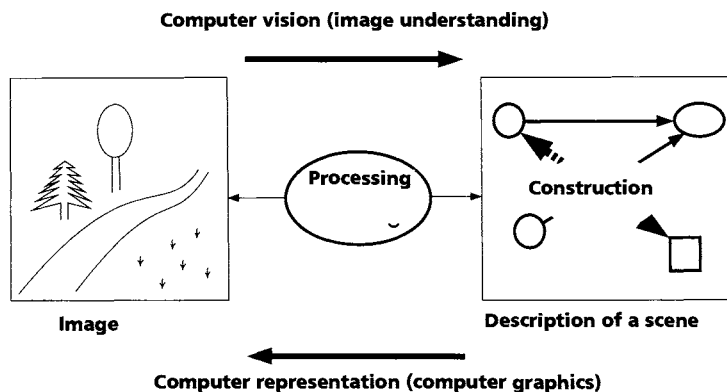 Computer vision (image understanding)
Processing
Construction
Image
Description of a scene
Computer representation (computer graphics)